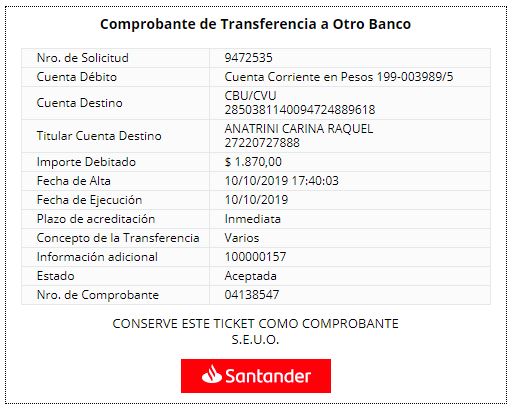 Comprobante de Transferencia a Otro Banco
Nro. de Solicitud 9472535
Cuenta Débito Cuenta Corriente en Pesos 199-003989/5
Cuenta Destino CBU/CVU
2850381140094724889618
Titular Cuenta Destino ANATRINI CARINA RAQUEL
27220727888
Importe Debitado $ 1.870,00
Fecha de Alta 10/10/2019 17:40:03
Fecha de Ejecución 10/10/2019
Plazo de acreditación Inmediata
Concepto de la Transferencia Varios
Información adicional 100000157
Estado Aceptada
Nro. de Comprobante 04138547
CONSERVE ESTE TICKET COMO COMPROBANTE
S.E.U.O.
Santander